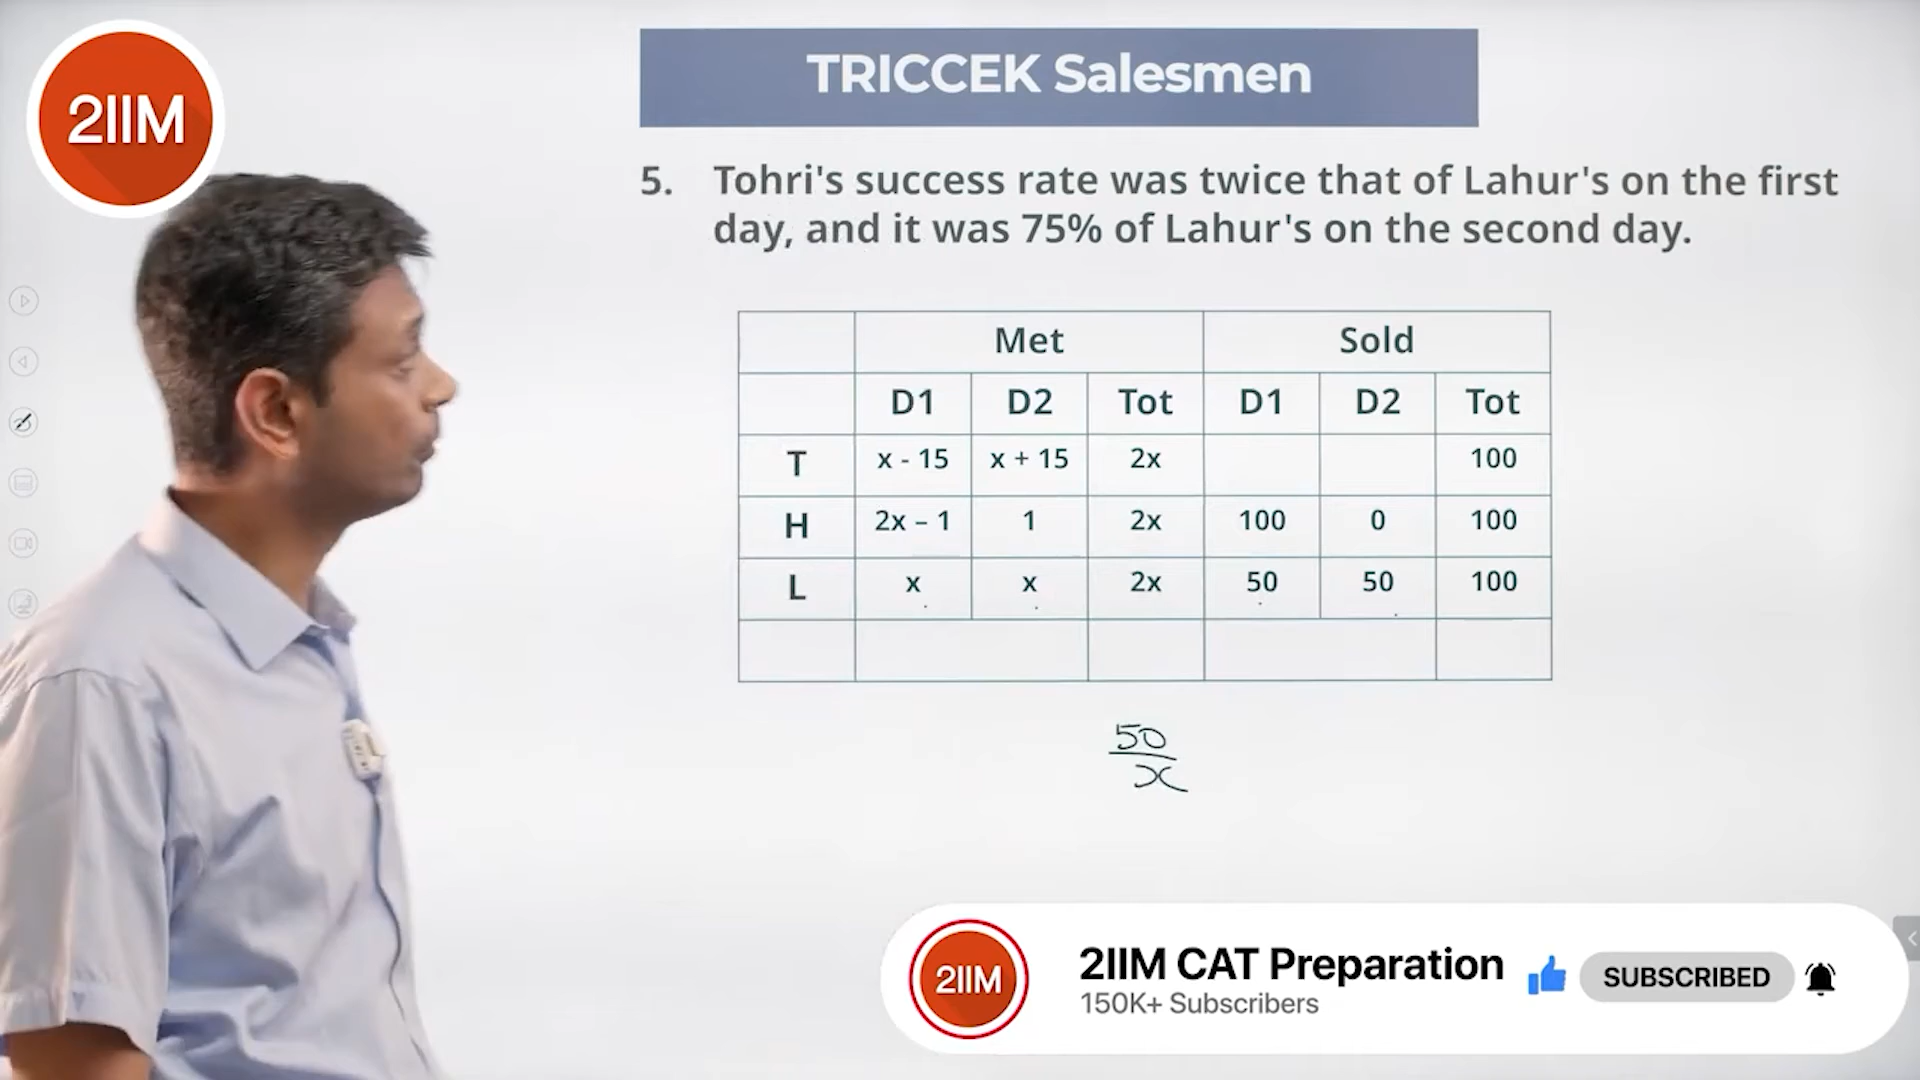 2IIM
TRICCEK Salesmen
5. Tohri's success rate was twice that of Lahur's on the first
day, and it was 75% of Lahur's on the second day.
Met Sold
D1 D2 Tot D1 D2 Tot
T x - 15 x + 15 2x 100
H 2x – 1 1 2x 100 0 100
L x x 2x 50 50 100
50
x
2IIM
2IIM CAT Preparation
150K+ Subscribers
SUBSCRIBED